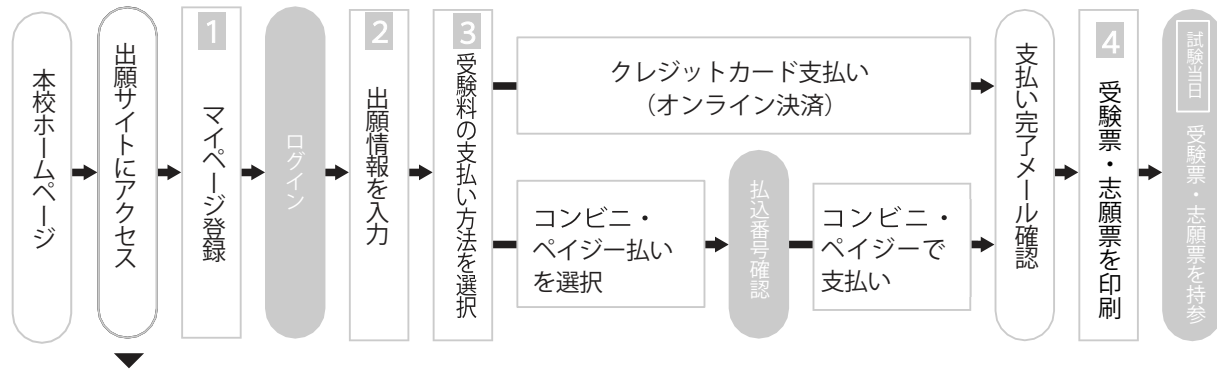 本校ホームページ
出願サイトにアクセス
1
マイページ登録
ログイン
2
出願情報を入力
3
受験料の支払い方法を選択
クレジットカード支払い
（オンライン決済）
コンビニ・
ペイジー払い
を選択
払込番号確認
コンビニ・
ペイジーで
支払い
支払い完了メール確認
4
受験票・志願票を印刷
試験当日
受験票・志願票を持参